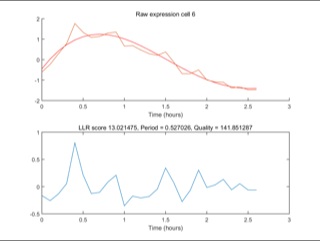 Raw expression cell 6
2
1
0
-1
-2
0 0.5 1 1.5 2 2.5 3
Time (hours)
LLR score 13.021475. Period = 0.527026, Quality = 141.851287
1
0.5
0
-0.5
0 0.5 1 1.5 2 2.5 3
Time (hours)